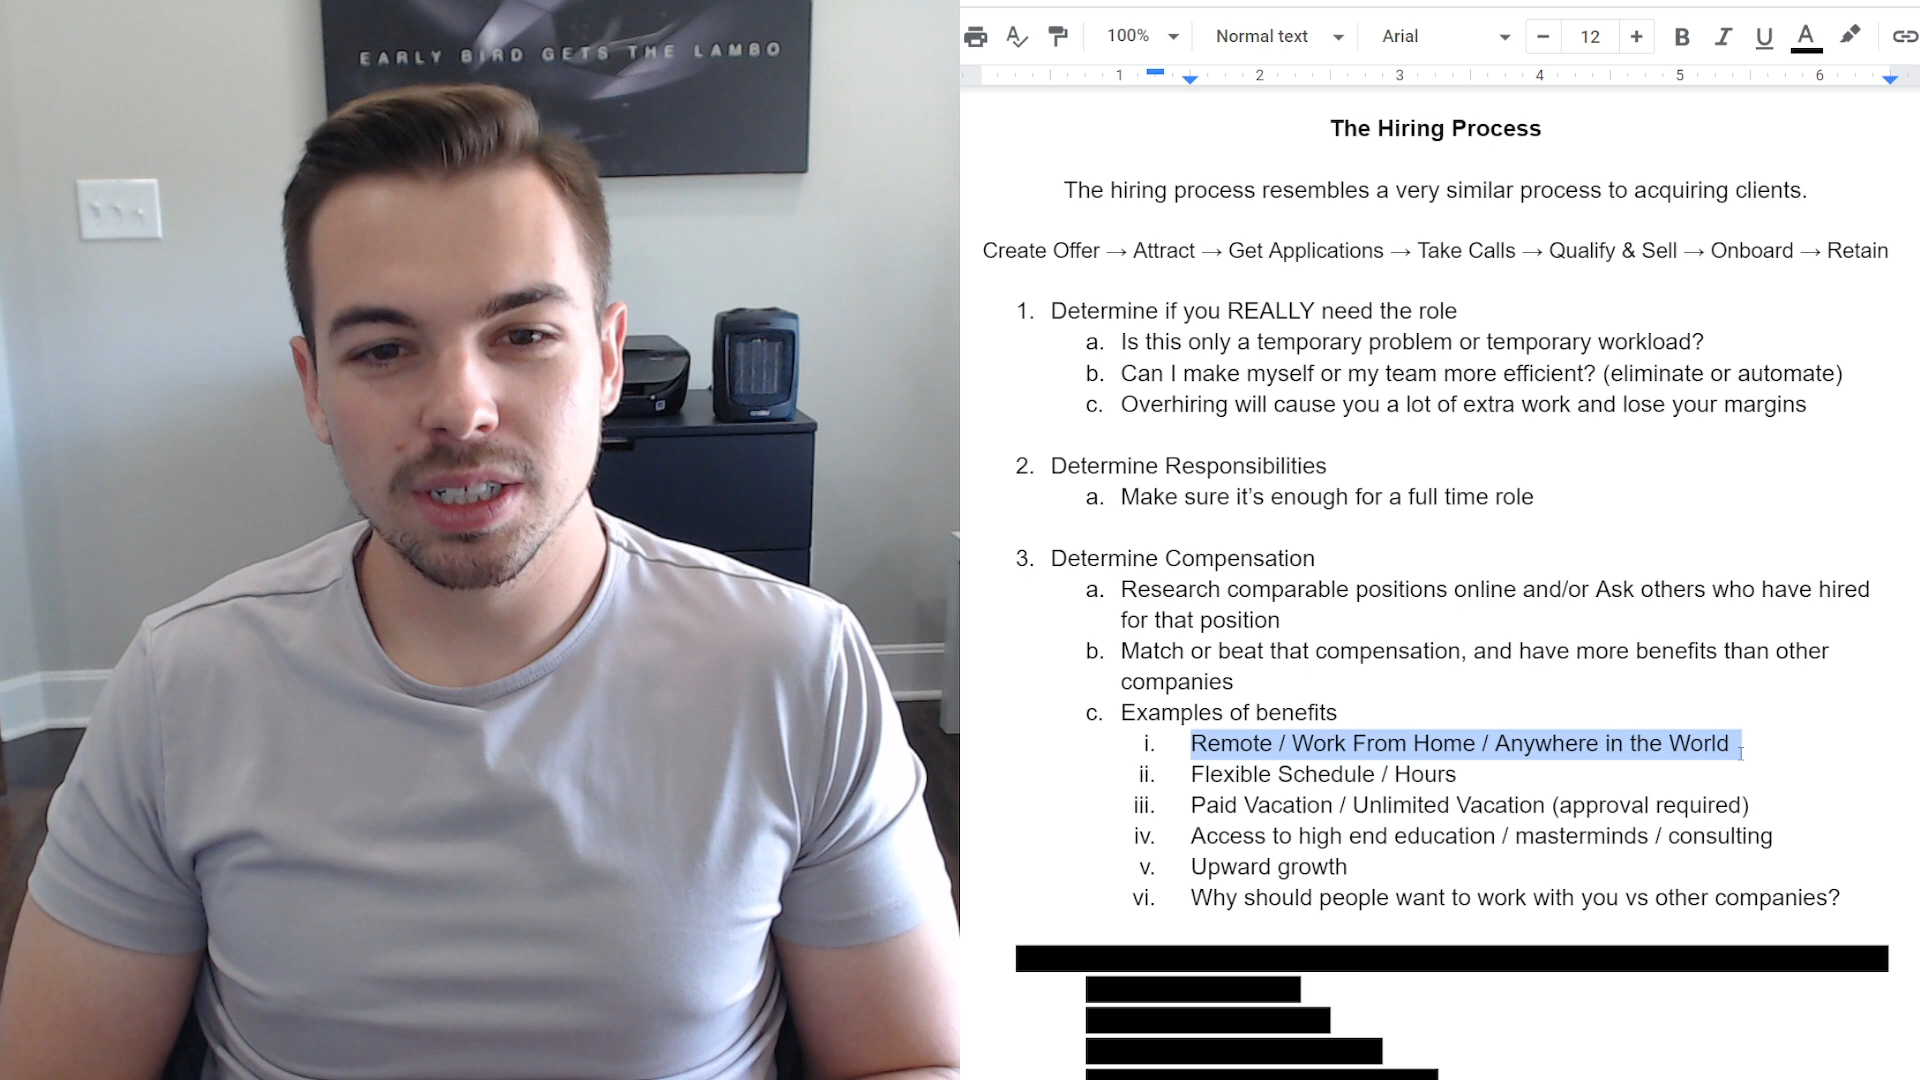 EARLY BIRD GETS THE LAMBO
100%
Normal text
Arial
12
B
I
U
A
1
2
3
4
5
6
The Hiring Process
The hiring process resembles a very similar process to acquiring clients.
Create Offer → Attract → Get Applications → Take Calls → Qualify & Sell → Onboard → Retain
1. Determine if you REALLY need the role
a. Is this only a temporary problem or temporary workload?
b. Can I make myself or my team more efficient? (eliminate or automate)
c. Overhiring will cause you a lot of extra work and lose your margins
2. Determine Responsibilities
a. Make sure it’s enough for a full time role
3. Determine Compensation
a. Research comparable positions online and/or Ask others who have hired
for that position
b. Match or beat that compensation, and have more benefits than other
companies
c. Examples of benefits
i. Remote / Work From Home / Anywhere in the World
ii. Flexible Schedule / Hours
iii. Paid Vacation / Unlimited Vacation (approval required)
iv. Access to high end education / masterminds / consulting
v. Upward growth
vi. Why should people want to work with you vs other companies?